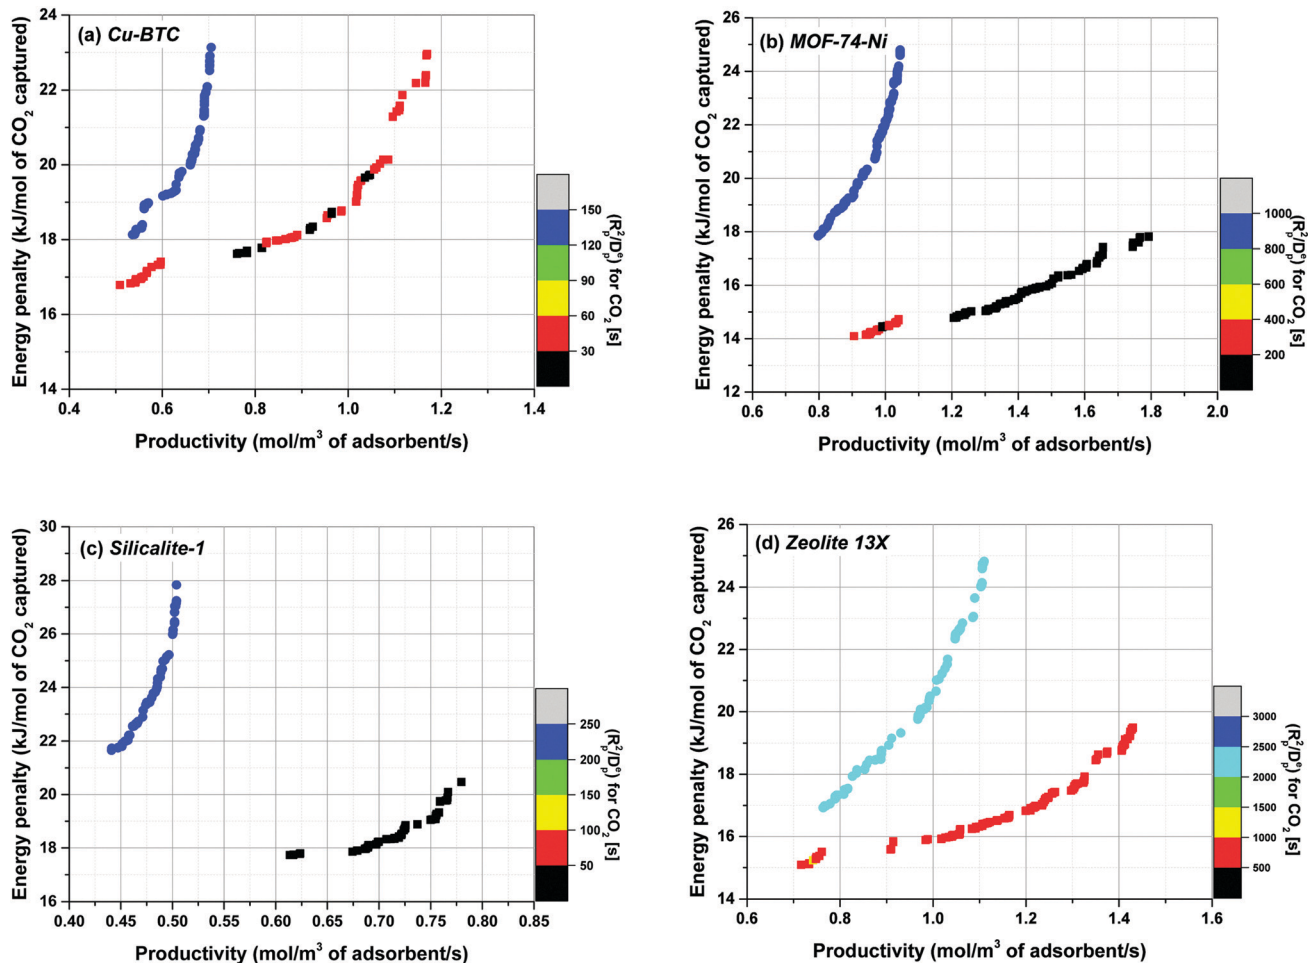 (a) Cu-BTC
Energy penalty (kJ/mol of CO2 captured)
24
22
20
18
16
14
0.4 0.6 0.8 1.0 1.2 1.4
Productivity (mol/m3 of adsorbent/s)
150
120
90
60
30
(Rp2/Dpe) for CO2 [s]
(b) MOF-74-Ni
Energy penalty (kJ/mol of CO2 captured)
26
24
22
20
18
16
14
12
0.6 0.8 1.0 1.2 1.4 1.6 1.8 2.0
Productivity (mol/m3 of adsorbent/s)
1000
800
600
400
200
(Rp2/Dpe) for CO2 [s]
(c) Silicalite-1
Energy penalty (kJ/mol of CO2 captured)
30
28
26
24
22
20
18
16
0.40 0.45 0.50 0.55 0.60 0.65 0.70 0.75 0.80 0.85
Productivity (mol/m3 of adsorbent/s)
250
200
150
100
50
(Rp2/Dpe) for CO2 [s]
(d) Zeolite 13X
Energy penalty (kJ/mol of CO2 captured)
26
24
22
20
18
16
14
0.6 0.8 1.0 1.2 1.4 1.6
Productivity (mol/m3 of adsorbent/s)
3000
2500
2000
1500
1000
500
(Rp2/Dpe) for CO2 [s]